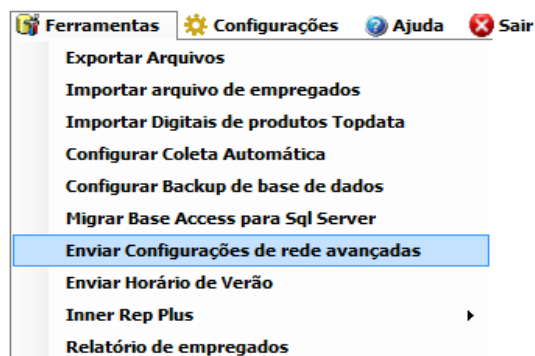 Ferramentas Configurações Ajuda Sair
Exportar Arquivos
Importar arquivo de empregados
Importar Digitais de produtos Topdata
Configurar Coleta Automática
Configurar Backup de base de dados
Migrar Base Access para Sql Server
Enviar Configurações de rede avançadas
Enviar Horário de Verão
Inner Rep Plus
Relatório de empregados